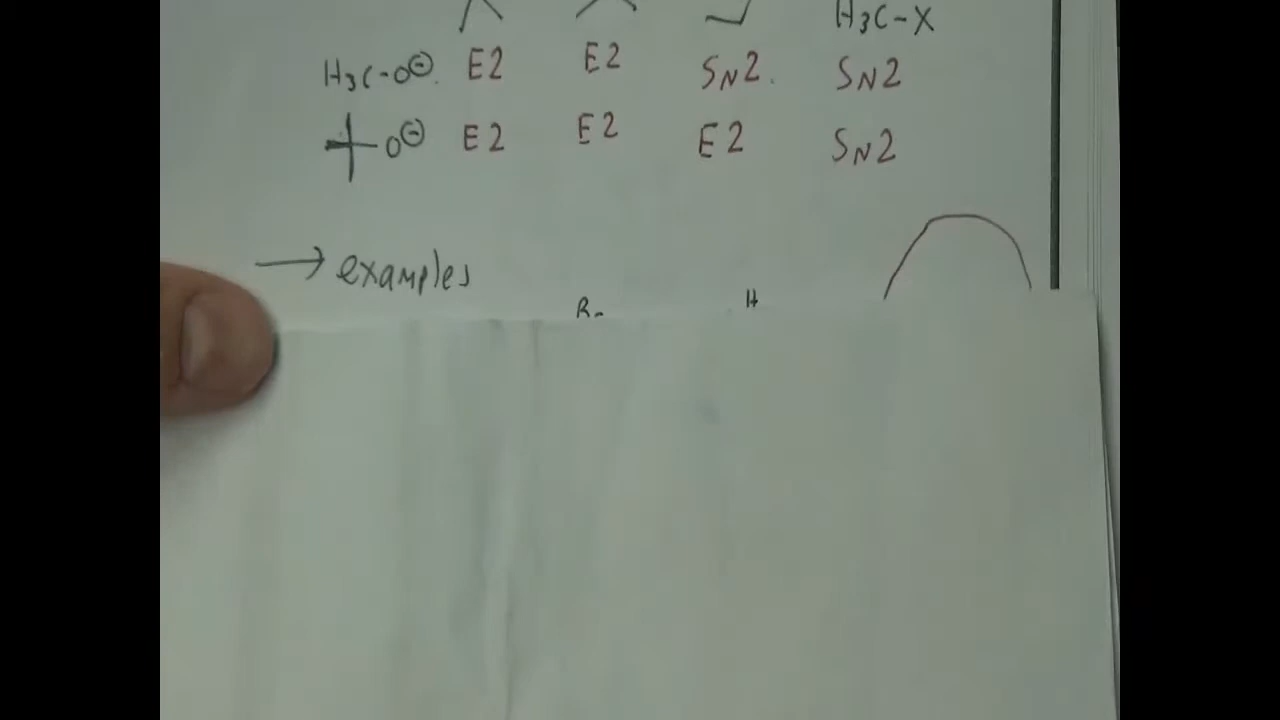 H₃C-X
H₃C-O⊖ E2 E2 SN2. SN2
O⊖ E2 E2 E2 SN2
→ examples
H